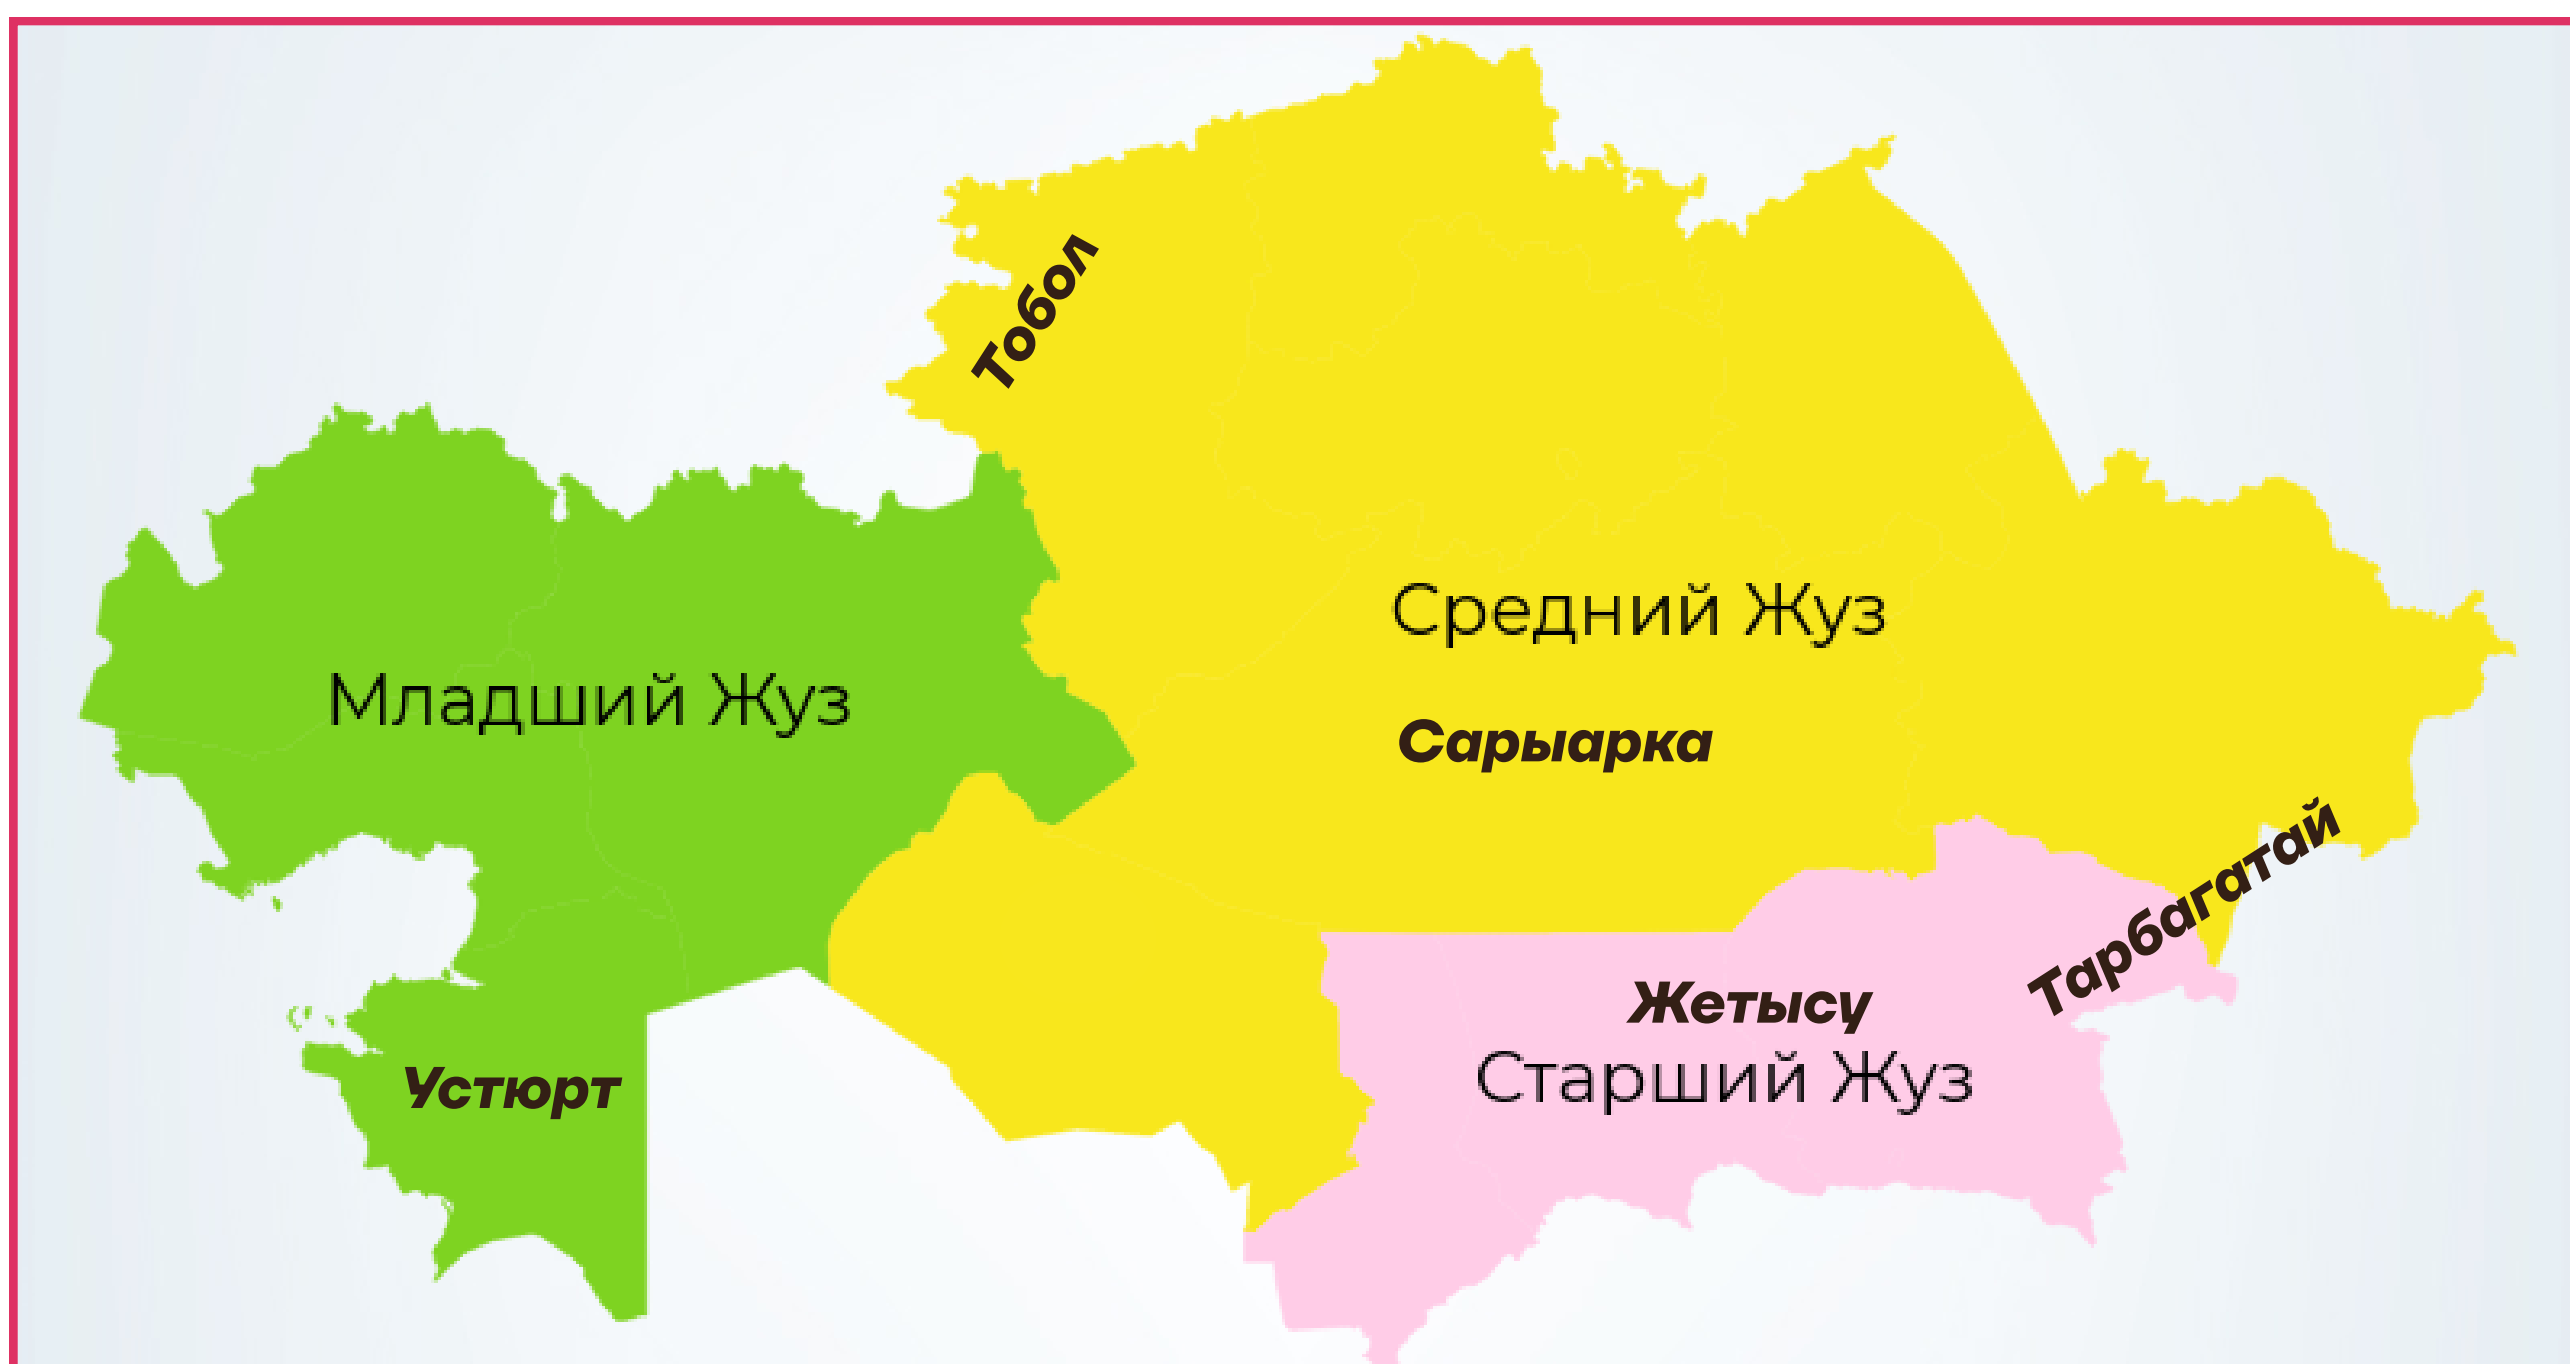 Тобол
Средний Жуз
Младший Жуз
Сарыарка
Тарбагатай
Жетысу
Старший Жуз
Устюрт